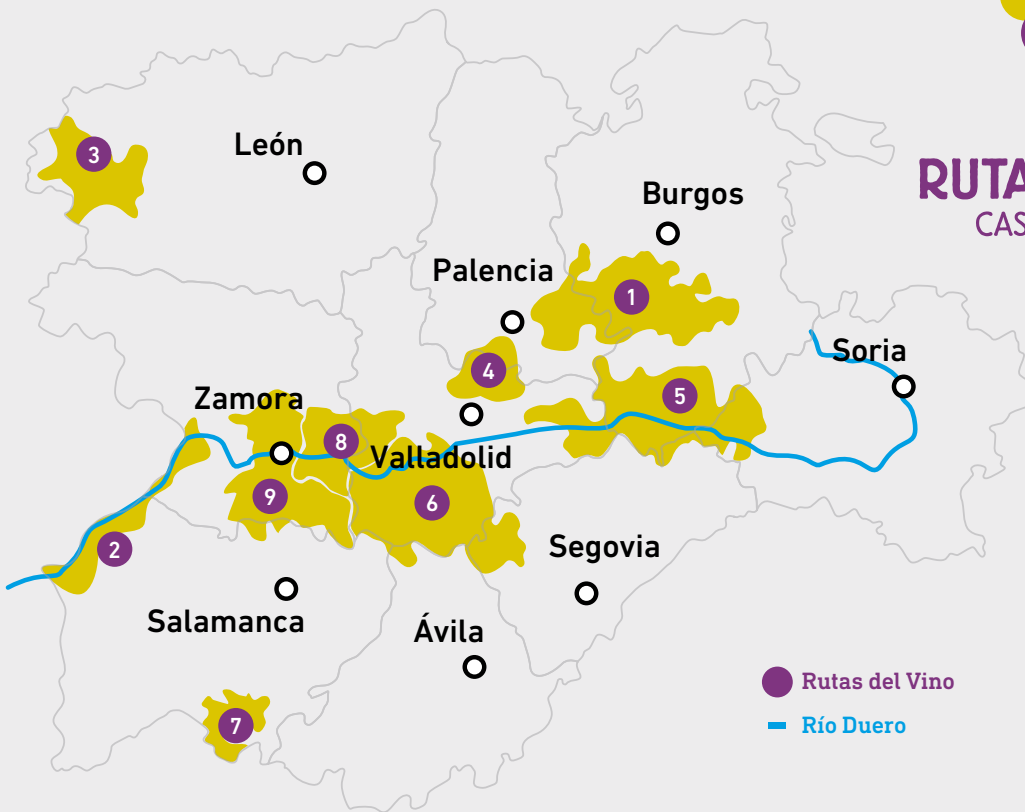 3
León
RUTA
CAS
Burgos
Palencia
1
Soria
4
Zamora
5
8
Valladolid
9
6
2
Segovia
Salamanca
Ávila
Rutas del Vino
7
Río Duero